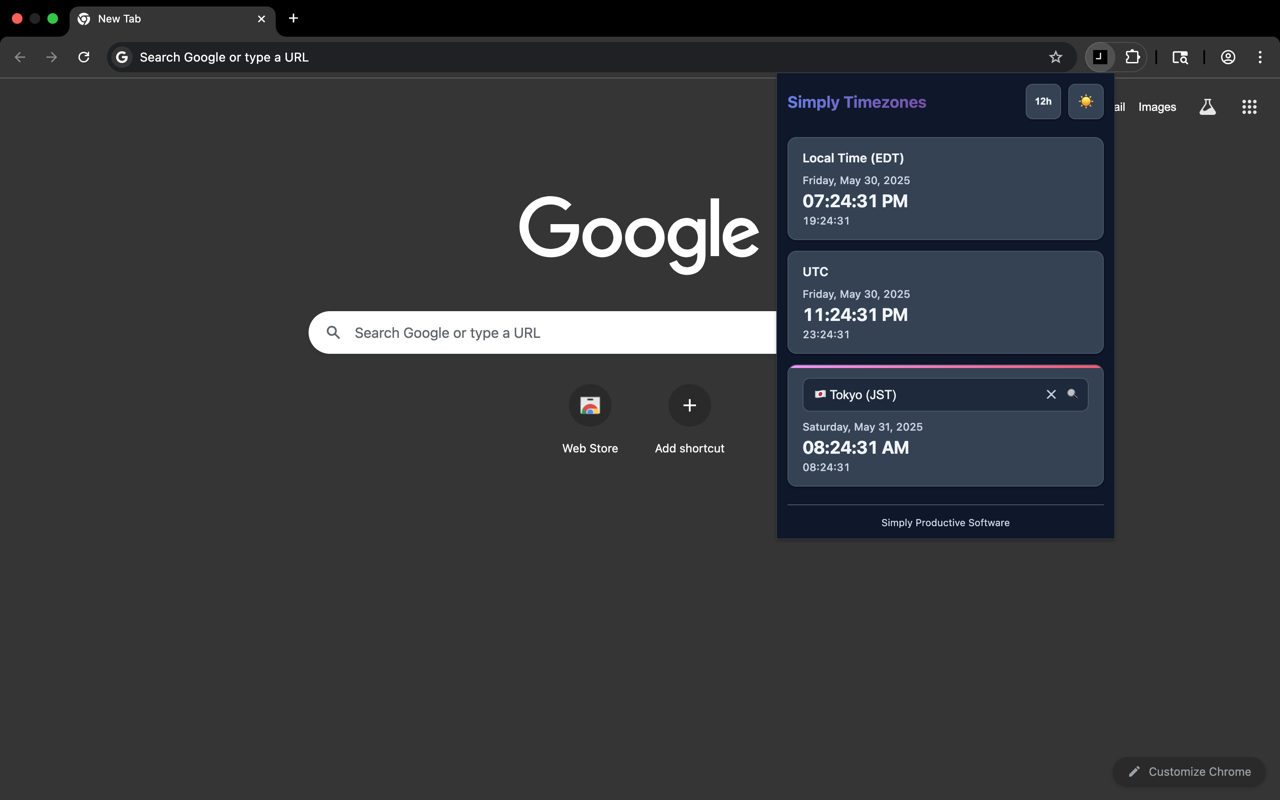 New Tab
Search Google or type a URL
Simply Timezones
12h
ail
Images
Local Time (EDT)
Friday, May 30, 2025
07:24:31 PM
19:24:31
Google
UTC
Friday, May 30, 2025
11:24:31 PM
23:24:31
Search Google or type a URL
Tokyo (JST)
Saturday, May 31, 2025
08:24:31 AM
08:24:31
Web Store
Add shortcut
Simply Productive Software
Customize Chrome